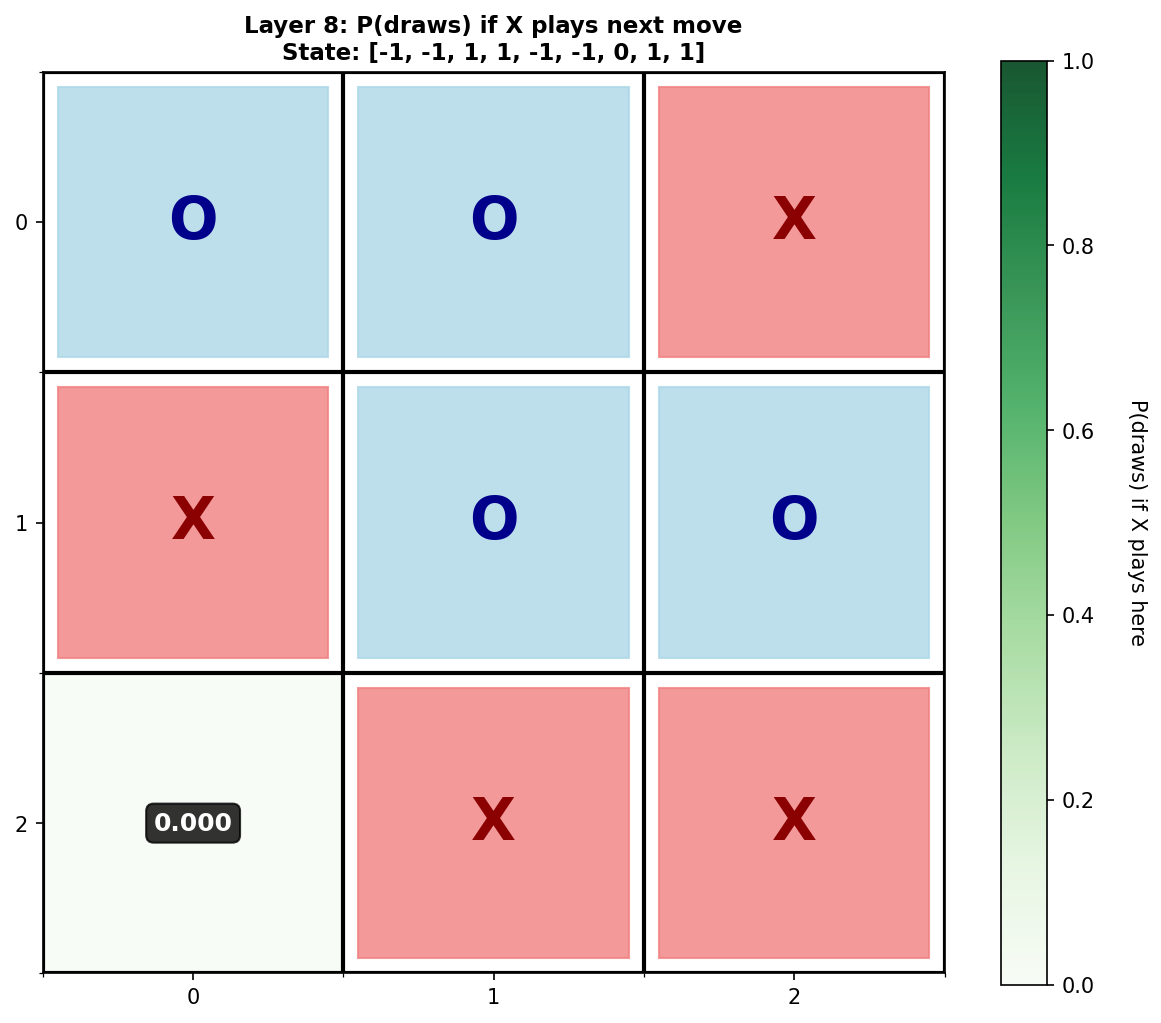 Layer 8: P(draws) if X plays next move
State: [-1, -1, 1, 1, -1, -1, 0, 1, 1]
0
O
O
X
1
X
O
O
2
0.000
X
X
0
1
2
1.0
0.8
0.6
0.4
0.2
0.0
P(draws) if X plays here